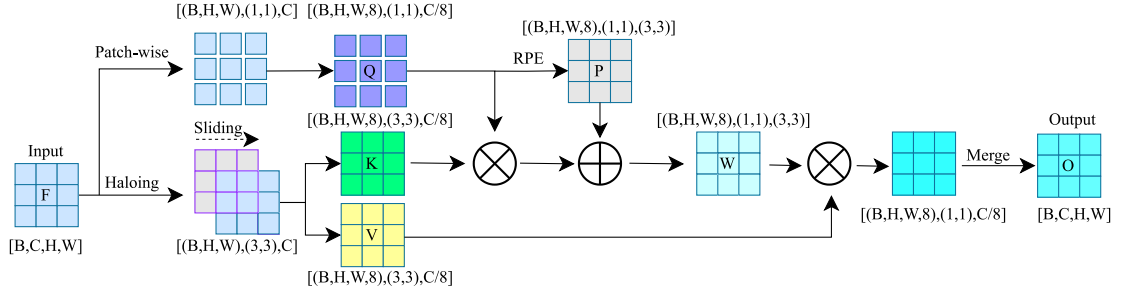 [(B,H,W),(1,1),C]
[(B,H,W,8),(1,1),C/8]
[(B,H,W,8),(1,1),(3,3)]
Patch-wise
Q
RPE
P
[(B,H,W,8),(3,3),C/8]
[(B,H,W,8),(1,1),(3,3)]
Sliding
Input
Output
F
Haloing
K
W
Merge
O
[B,C,H,W]
[(B,H,W),(3,3),C]
V
[(B,H,W,8),(1,1),C/8]
[B,C,H,W]
[(B,H,W,8),(3,3),C/8]